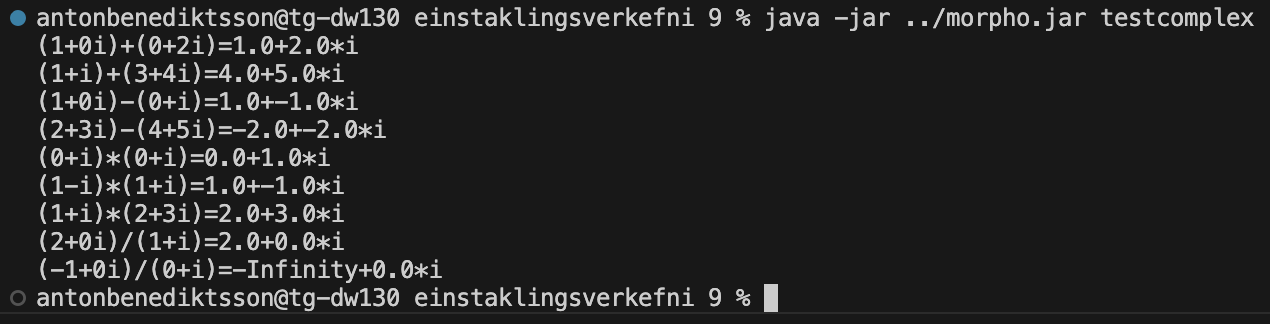 antonbenediktsson@tg-dw130 einstaklingsverkefni 9 % java -jar ../morpho.jar testcomplex
(1+0i)+(0+2i)=1.0+2.0*i
(1+i)+(3+4i)=4.0+5.0*i
(1+0i)-(0+i)=1.0+-1.0*i
(2+3i)-(4+5i)=-2.0+-2.0*i
(0+i)*(0+i)=0.0+1.0*i
(1-i)*(1+i)=1.0+-1.0*i
(1+i)*(2+3i)=2.0+3.0*i
(2+0i)/(1+i)=2.0+0.0*i
(-1+0i)/(0+i)=-Infinity+0.0*i
antonbenediktsson@tg-dw130 einstaklingsverkefni 9 %